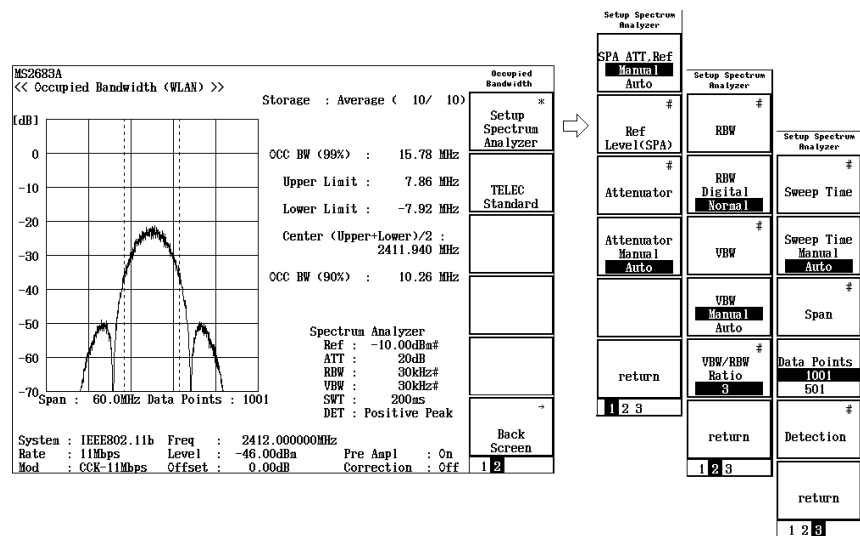 MS2683A
<< Occupied Bandwidth (WLAN) >>
Storage : Average ( 10/ 10)
[dB]
0
-10
-20
-30
-40
-50
-60
-70
OCC BW (99%) : 15.78 MHz
Upper Limit : 7.86 MHz
Lower Limit : -7.92 MHz
Center (Upper+Lower)/2 :
2411.940 MHz
OCC BW (90%) : 10.26 MHz
Spectrum Analyzer
Ref : -10.00dBm#
ATT : 20dB
RBW : 30kHz#
VBW : 30kHz#
SWT : 200ms
DET : Positive Peak
Span : 60.0MHz Data Points : 1001
System : IEEE802.11b Freq : 2412.000000MHz
Rate : 11Mbps Level : -46.00dBm Pre Ampl : On
Mod : CCK-11Mbps Offset : 0.00dB Correction : Off
Occupied
Bandwidth
*
Setup
Spectrum
Analyzer
TELEC
Standard
→
Back
Screen
1 2
Setup Spectrum
Analyzer
SPA ATT,Ref
Manual
Auto
#
Ref
Level(SPA)
#
Attenuator
Attenuator
Manual
Auto
return
1 2 3
Setup Spectrum
Analyzer
#
RBW
RBW
Digital
Normal
#
VBW
VBW
Manual
Auto
#
VBW/RBW
Ratio
3
return
1 2 3
Setup Spectrum
Analyzer
#
Sweep Time
Sweep Time
Manual
Auto
#
Span
Data Points
1001
501
#
Detection
return
1 2 3